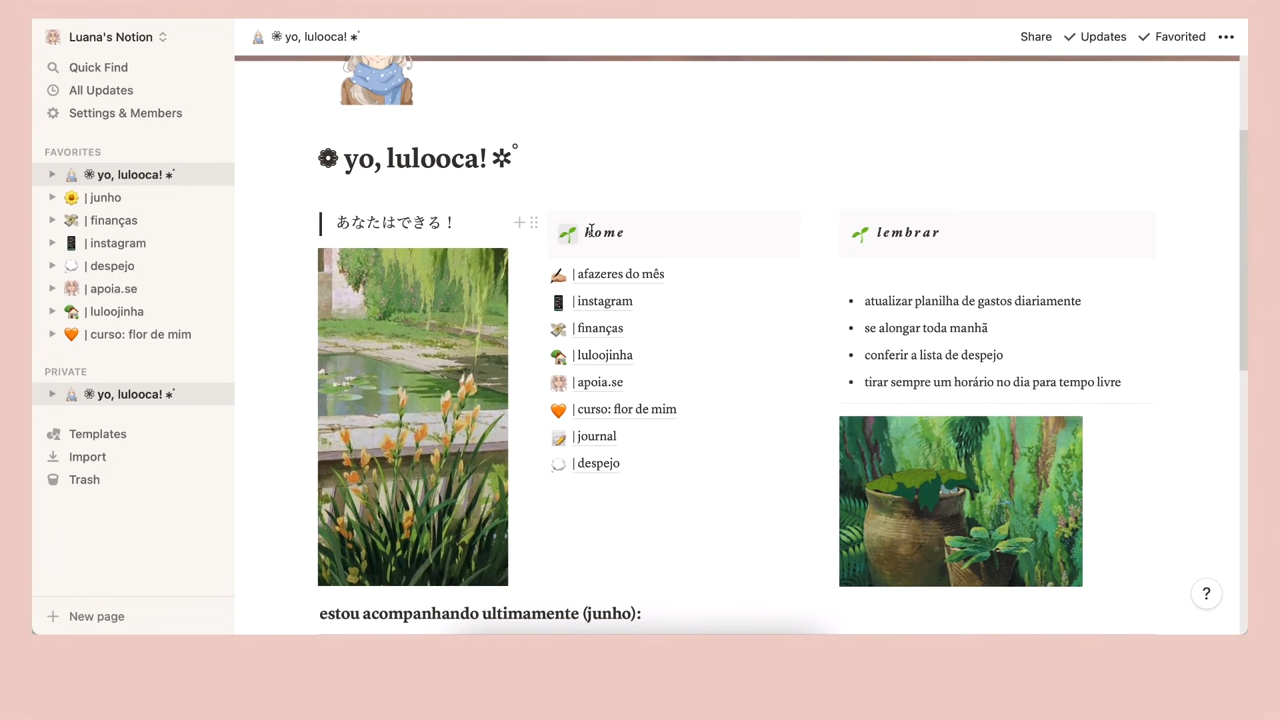 Luana's Notion
Quick Find
All Updates
Settings & Members
FAVORITES
❁ yo, lulooca! ✲˚
| junho
| finanças
| instagram
| despejo
| apoia.se
| luloojinha
| curso: flor de mim
PRIVATE
❁ yo, lulooca! ✲˚
Templates
Import
Trash
New page
❁ yo, lulooca! ✲˚
Share
Updates
Favorited
❁ yo, lulooca! ✲˚
あなたはできる！
home
| afazeres do mês
| instagram
| finanças
| luloojinha
| apoia.se
| curso: flor de mim
| journal
| despejo
lembrar
• atualizar planilha de gastos diariamente
• se alongar toda manhã
• conferir a lista de despejo
• tirar sempre um horário no dia para tempo livre
estou acompanhando ultimamente (junho):
?